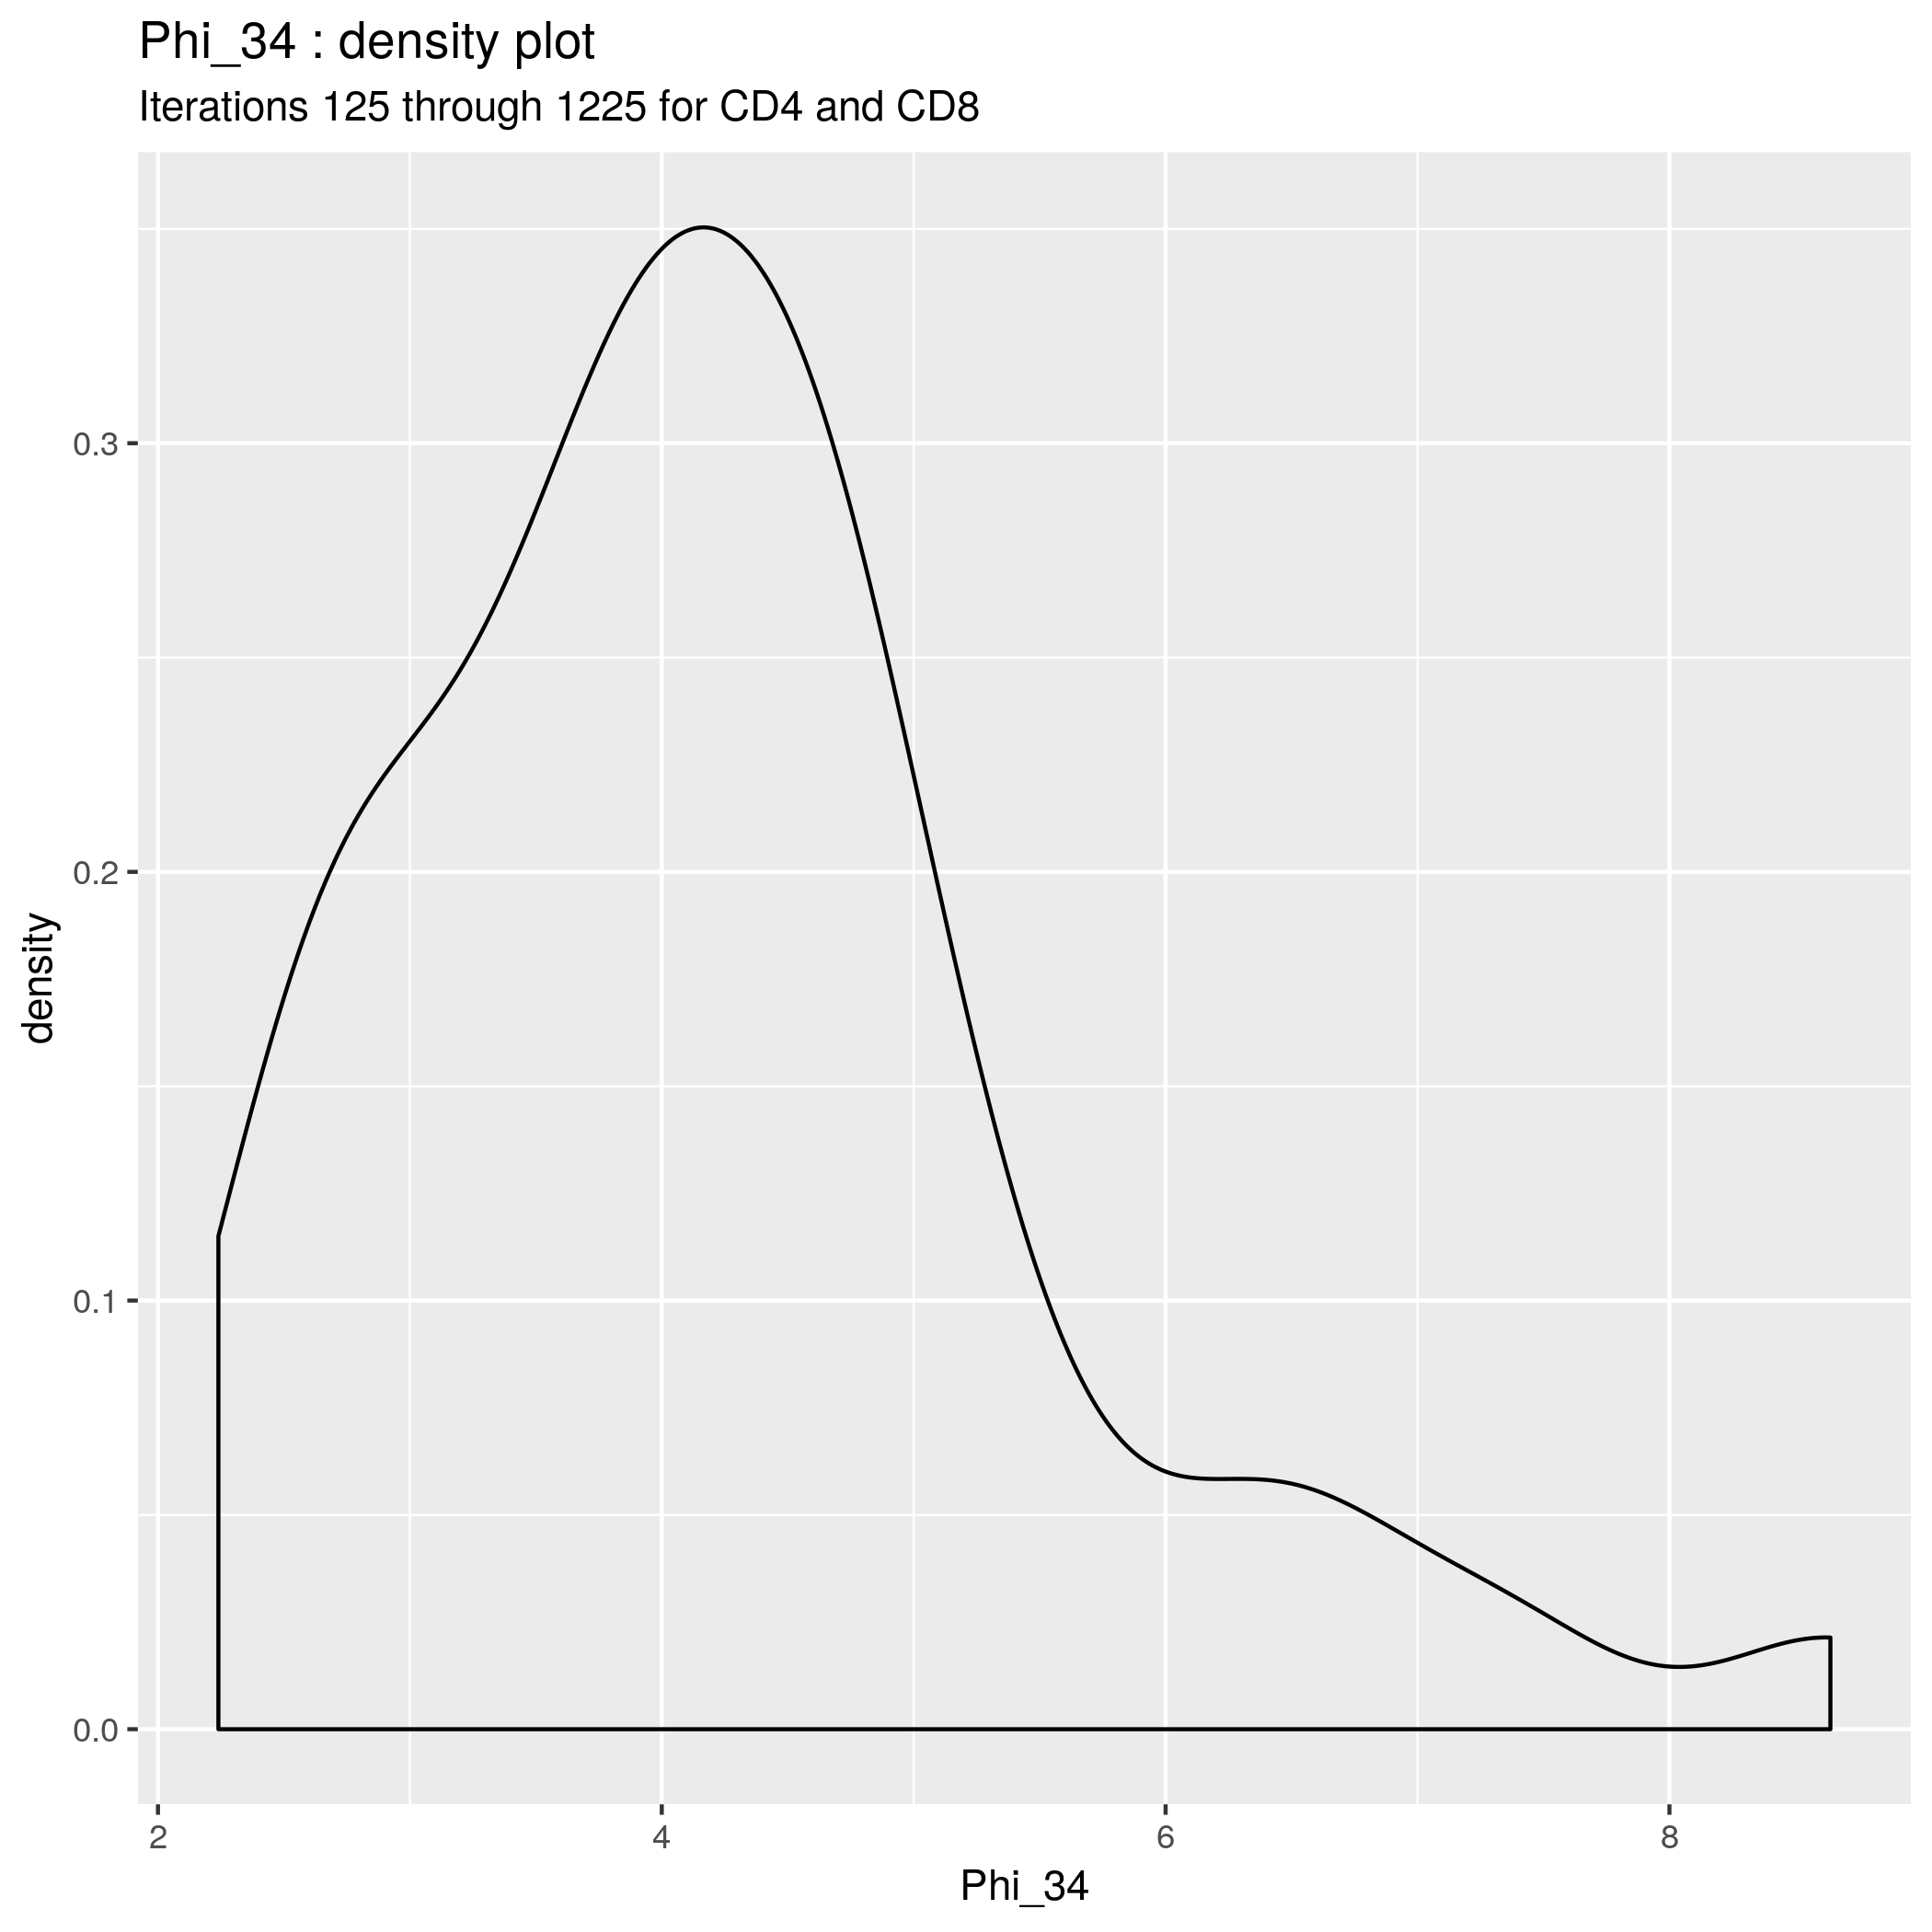 Phi_34 : density plot
Iterations 125 through 1225 for CD4 and CD8
density
0.3
0.2
0.1
0.0
2 4 6 8
Phi_34